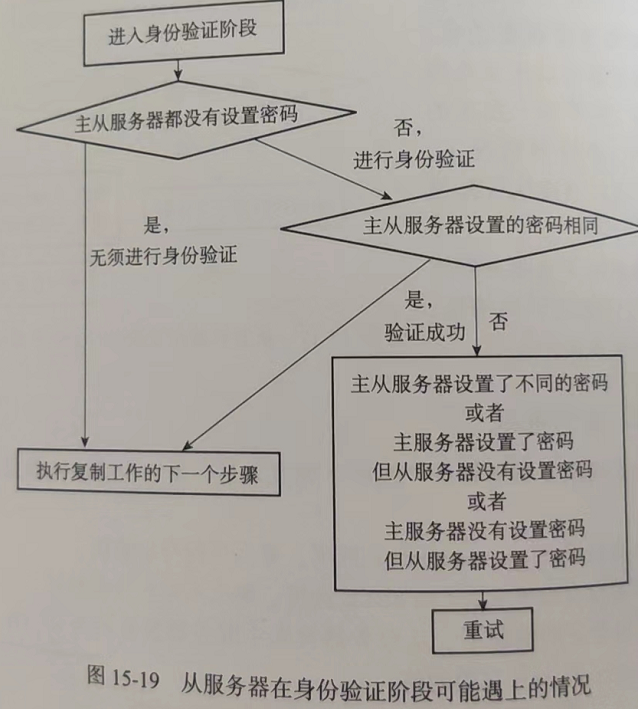 进入身份验证阶段
主从服务器都没有设置密码
否，
进行身份验证
主从服务器设置的密码相同
是，
无须进行身份验证
是，
验证成功
否
主从服务器设置了不同的密码
或者
主服务器设置了密码
但从服务器没有设置密码
或者
主服务器没有设置密码
但从服务器设置了密码
执行复制工作的下一个步骤
重试
图 15-19 从服务器在身份验证阶段可能遇上的情况